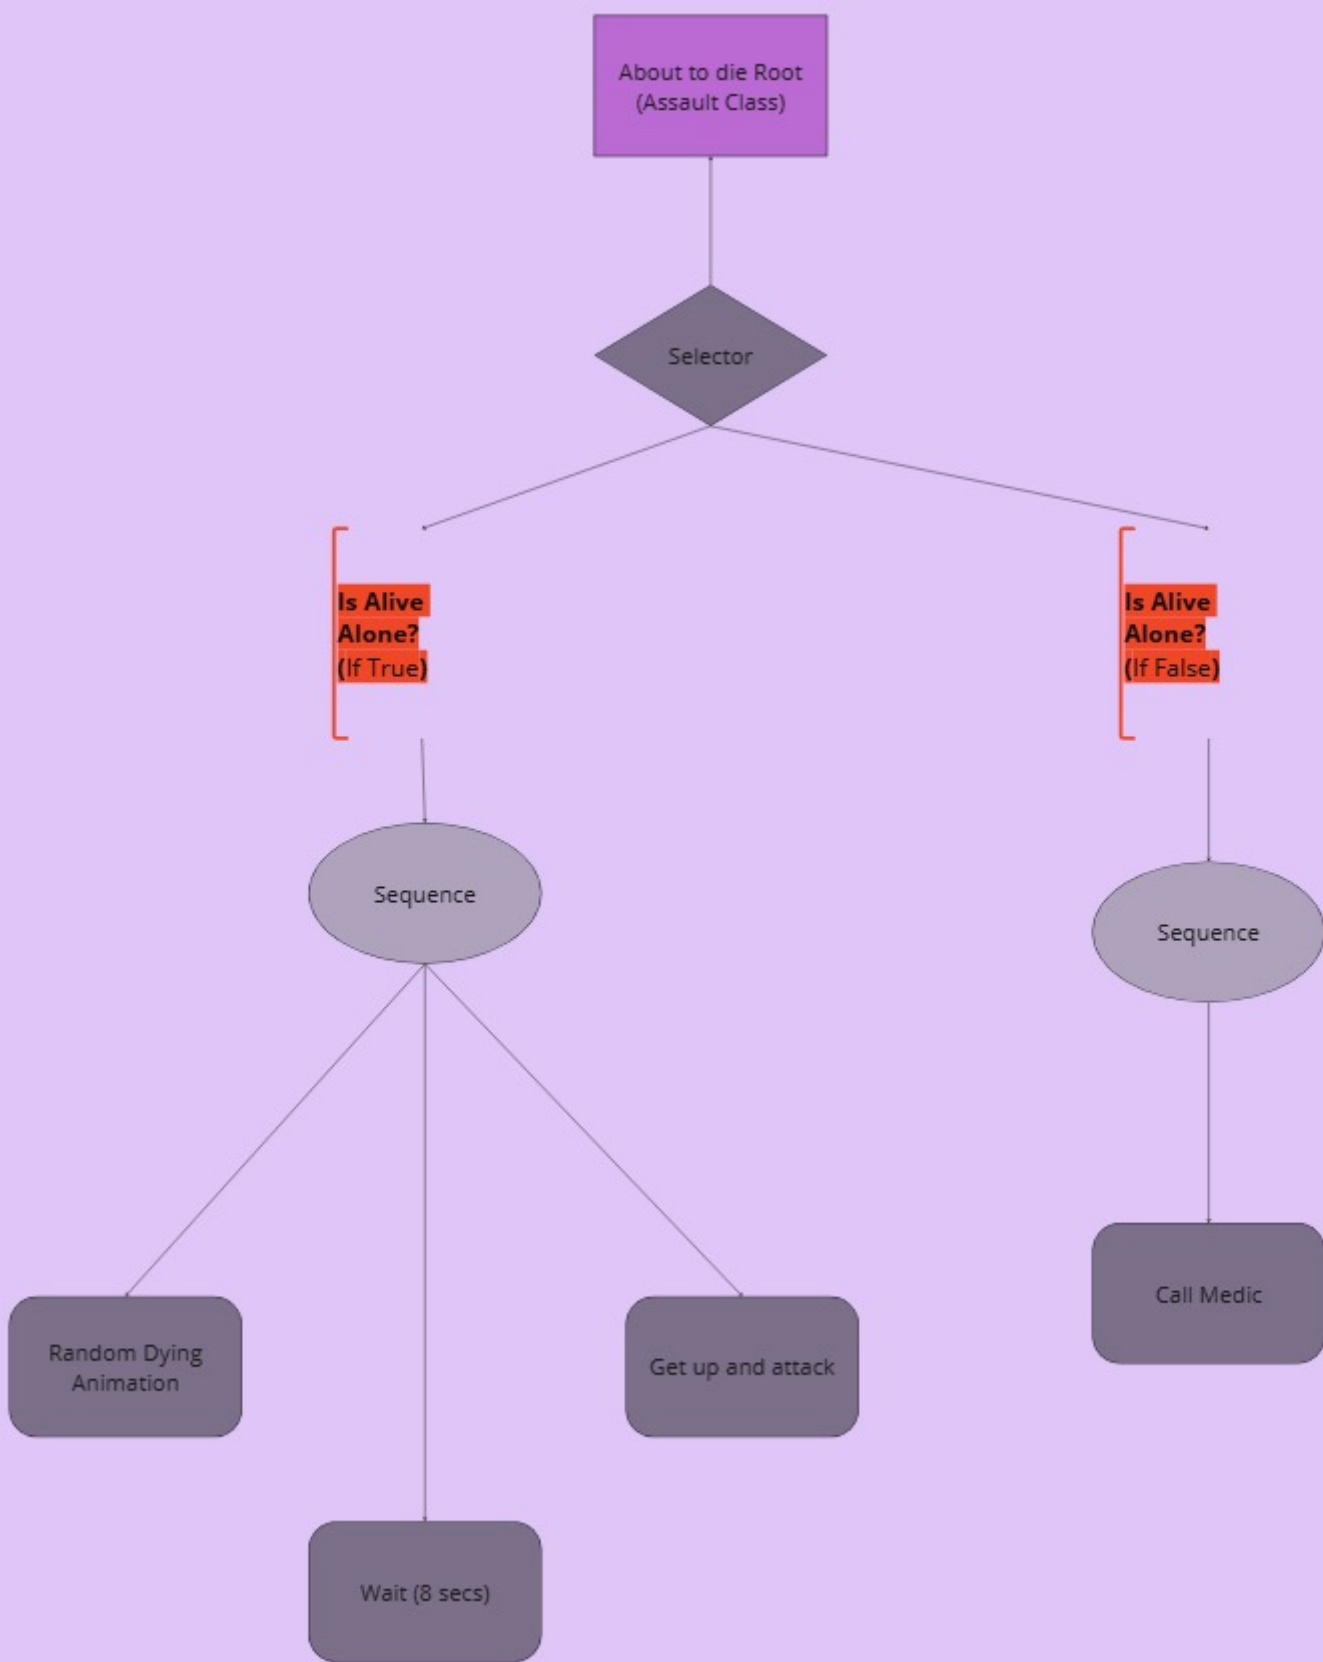 About to die Root
(Assault Class)
Selector
Is Alive
Alone?
(If True)
Is Alive
Alone?
(If False)
Sequence
Sequence
Random Dying
Animation
Wait (8 secs)
Get up and attack
Call Medic